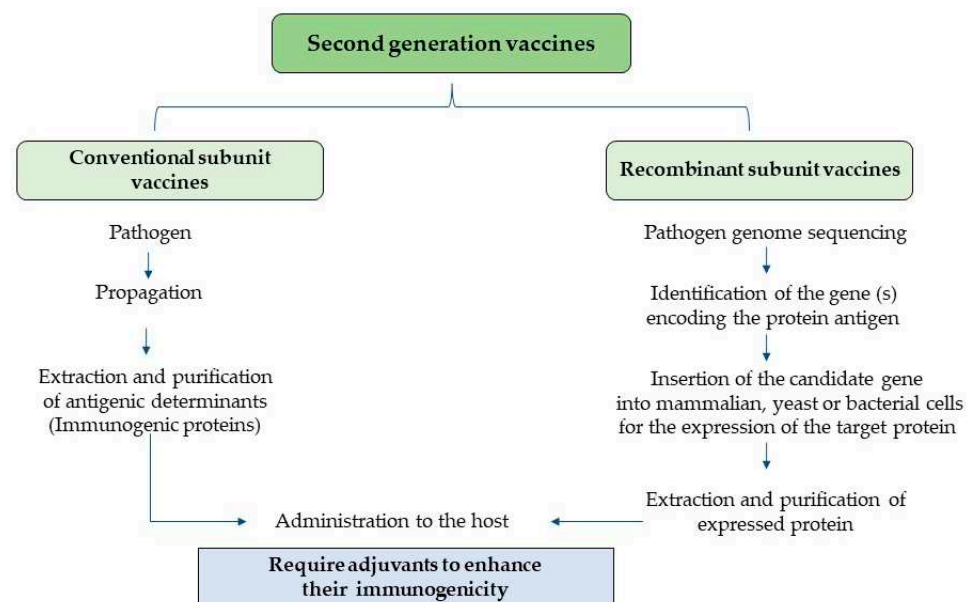 Second generation vaccines
Conventional subunit
vaccines
Pathogen
Propagation
Extraction and purification
of antigenic determinants
(Immunogenic proteins)
Recombinant subunit vaccines
Pathogen genome sequencing
Identification of the gene (s)
encoding the protein antigen
Insertion of the candidate gene
into mammalian, yeast or bacterial cells
for the expression of the target protein
Extraction and purification of
expressed protein
Administration to the host
Require adjuvants to enhance
their immunogenicity